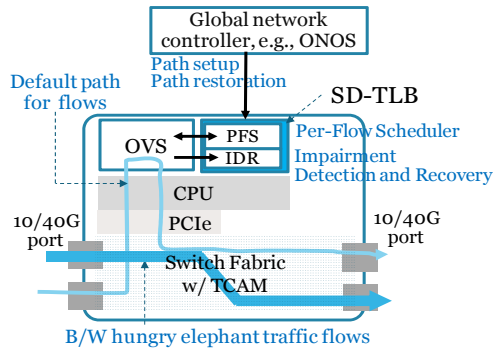 Global network
controller, e.g., ONOS
Path setup
Path restoration
Default path
for flows
SD-TLB
OVS
PFS
IDR
Per-Flow Scheduler
Impairment
Detection and Recovery
CPU
PCIe
10/40G
port
10/40G
port
Switch Fabric
w/ TCAM
B/W hungry elephant traffic flows